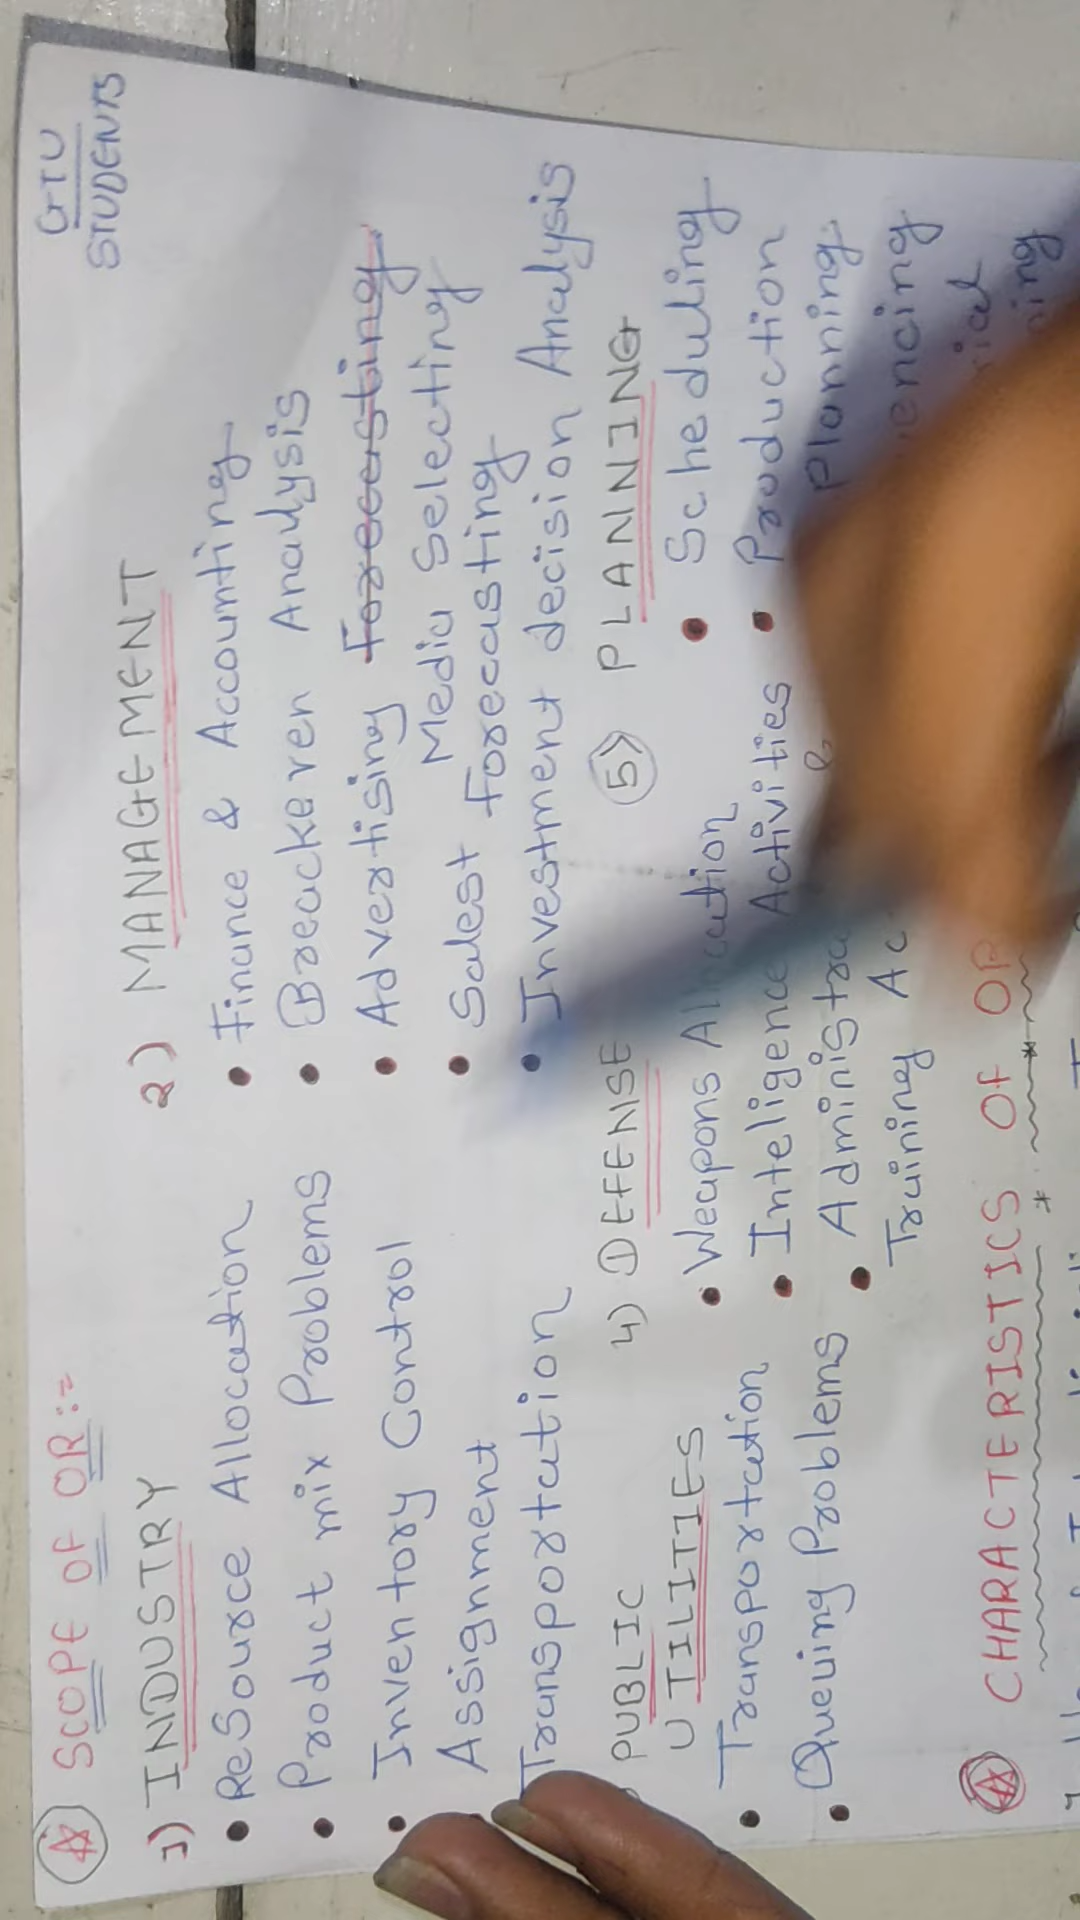 GTU
STUDENTS
SCOPE OF OR:-
1) INDUSTRY
• ReSource Allocation
• Product mix Problems
• Inventory Control
Assignment
Transportation
2) MANAGEMENT
• Finance & Accounting
• Breackeven Analysis
• Advertising Forecasting
Media Selecting
• Salest Forecasting
• Investment decision Analysis
PUBLIC
UTILITIES
• Transportation
• Queuing Problems
4) DEFENSE
• Weapons
• Inteligence Activities
&
• Administra
Training Ac
5) PLANNING
• Scheduling
• Production
Planning
CHARACTERISTICS OF OR